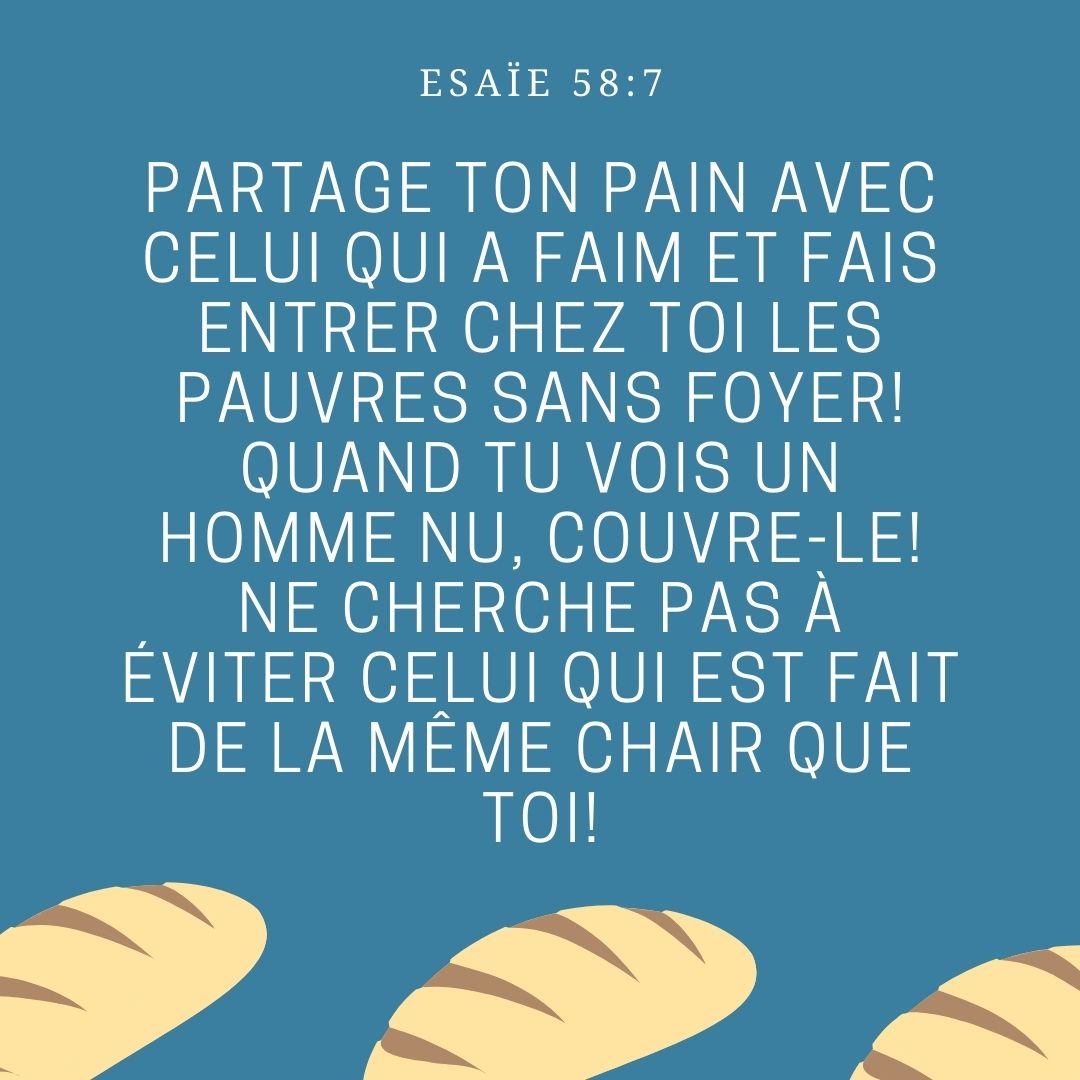 ESAÏE 58:7
PARTAGE TON PAIN AVEC
CELUI QUI A FAIM ET FAIS
ENTRER CHEZ TOI LES
PAUVRES SANS FOYER!
QUAND TU VOIS UN
HOMME NU, COUVRE-LE!
NE CHERCHE PAS À
ÉVITER CELUI QUI EST FAIT
DE LA MÊME CHAIR QUE
TOI!